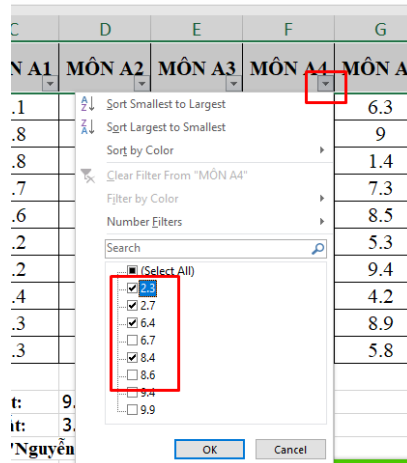 C D E F G
N A1 MÔN A2 MÔN A3 MÔN A4 MÔN A
.1 Sort Smallest to Largest 6.3
.8 Sort Largest to Smallest 9
.8 Sort by Color 1.4
.7 Clear Filter From "MÔN A4" 7.3
Filter by Color
.6 Number Filters 8.5
.2 Search 5.3
.2 (Select All) 9.4
.4 2.3 4.2
2.7
.3 6.4 8.9
.3 6.7 5.8
8.4
8.6
t: 9. 9.4
9.9
it: 3.
"Nguyễn OK Cancel